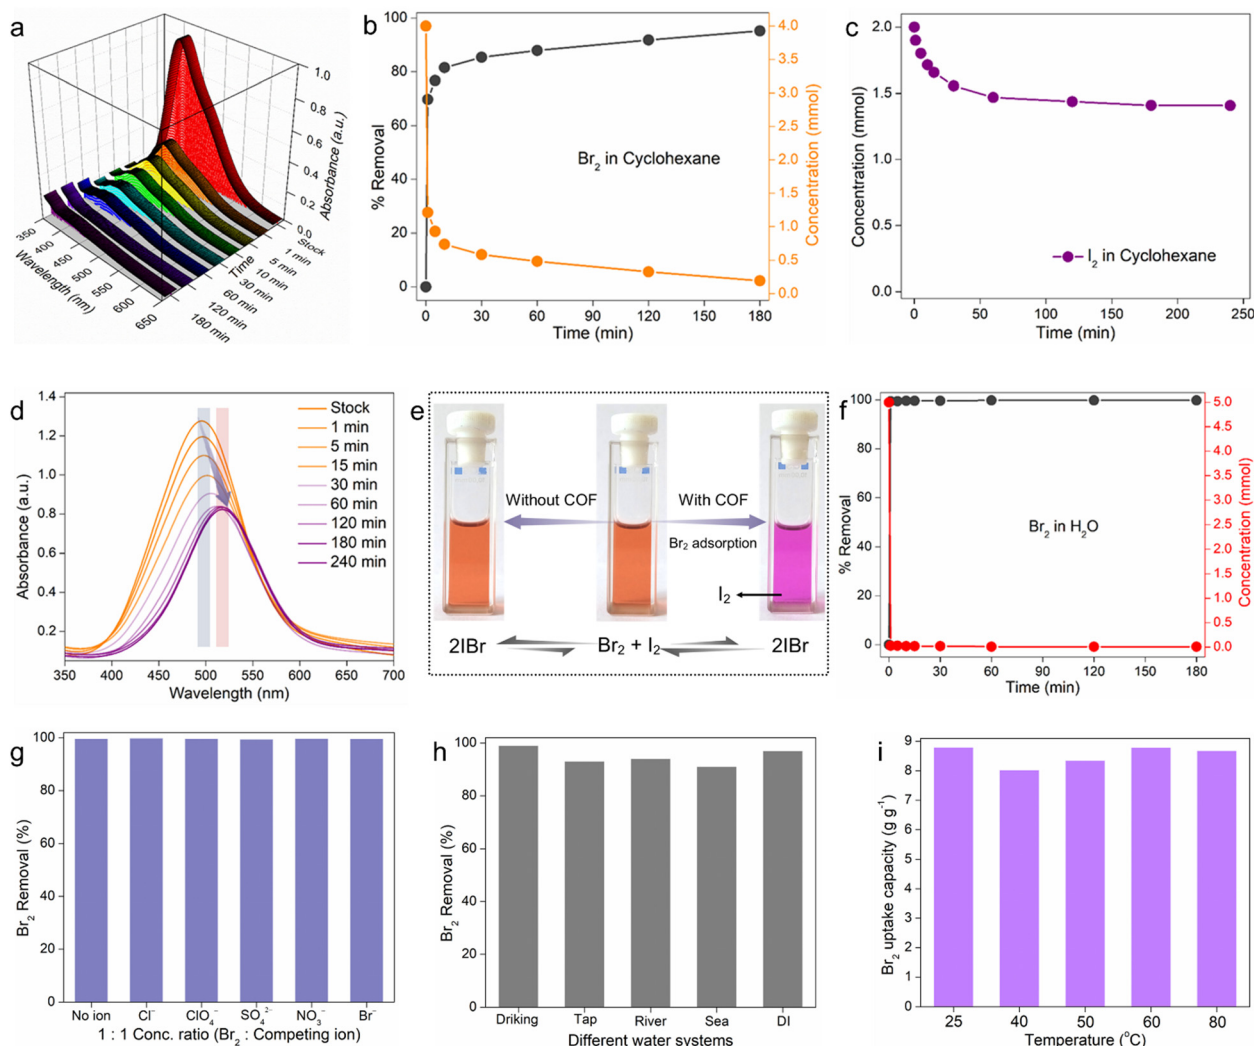 a
1.0
0.8
0.6
0.4
0.2
0.0
Absorbance (a.u.)
350
400
450
500
550
600
650
Wavelength (nm)
Time
Stock
1 min
5 min
10 min
30 min
60 min
120 min
180 min
b
100
80
60
40
20
0
% Removal
4.0
3.5
3.0
2.5
2.0
1.5
1.0
0.5
0.0
Concentration (mmol)
Br₂ in Cyclohexane
0 30 60 90 120 150 180
Time (min)
c
2.0
1.5
1.0
0.5
0.0
Concentration (mmol)
I₂ in Cyclohexane
0 50 100 150 200 250
Time (min)
d
1.4
1.2
1.0
0.8
0.6
0.4
0.2
Absorbance (a.u.)
Stock
1 min
5 min
15 min
30 min
60 min
120 min
180 min
240 min
350 400 450 500 550 600 650 700
Wavelength (nm)
e
Without COF
With COF
Br₂ adsorption
I₂
2IBr
Br₂ + I₂
2IBr
f
100
80
60
40
20
0
% Removal
5.0
4.5
4.0
3.5
3.0
2.5
2.0
1.5
1.0
0.5
0.0
Concentration (mmol)
Br₂ in H₂O
0 30 60 90 120 150 180
Time (min)
g
100
80
60
40
20
0
Br₂ Removal (%)
No ion Cl⁻ ClO₄⁻ SO₄²⁻ NO₃⁻ Br⁻
1 : 1 Conc. ratio (Br₂ : Competing ion)
h
100
80
60
40
20
0
Br₂ Removal (%)
Driking Tap River Sea DI
Different water systems
i
9
8
7
6
5
4
3
2
1
0
Br₂ uptake capacity (g g⁻¹)
25 40 50 60 80
Temperature (°C)